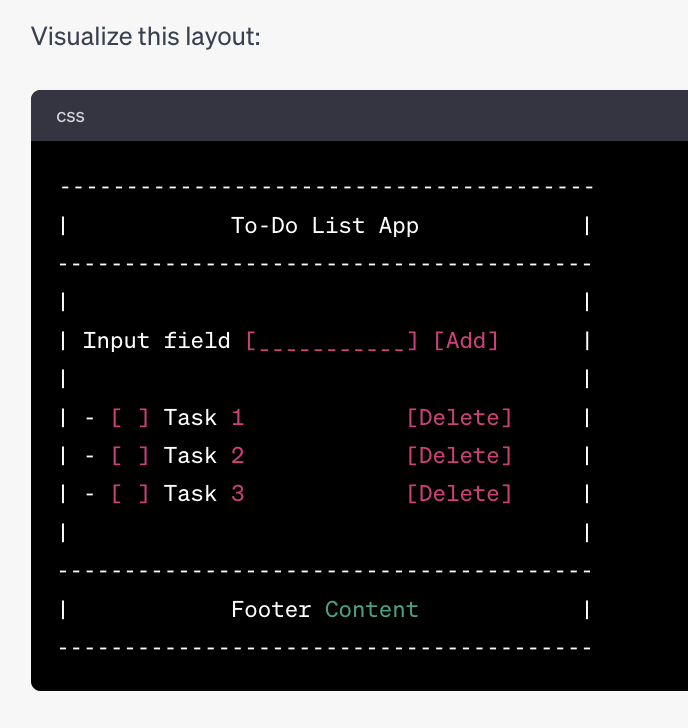 Visualize this layout:
css
----------------------------------------
|            To-Do List App            |
----------------------------------------
|                                      |
| Input field [___________] [Add]      |
|                                      |
| - [ ] Task 1            [Delete]     |
| - [ ] Task 2            [Delete]     |
| - [ ] Task 3            [Delete]     |
|                                      |
----------------------------------------
|            Footer Content            |
----------------------------------------